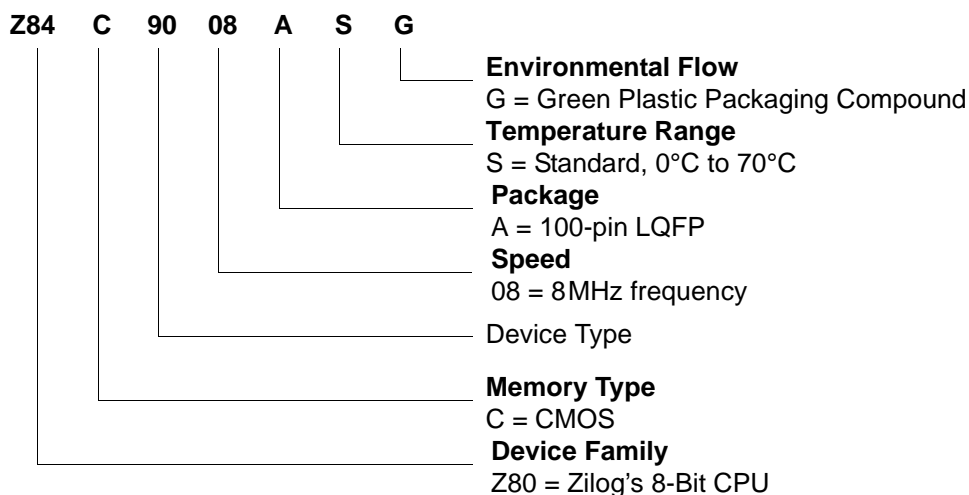 Z84 C 90 08 A S G
Environmental Flow
G = Green Plastic Packaging Compound
Temperature Range
S = Standard, 0°C to 70°C
Package
A = 100-pin LQFP
Speed
08 = 8MHz frequency
Device Type
Memory Type
C = CMOS
Device Family
Z80 = Zilog's 8-Bit CPU